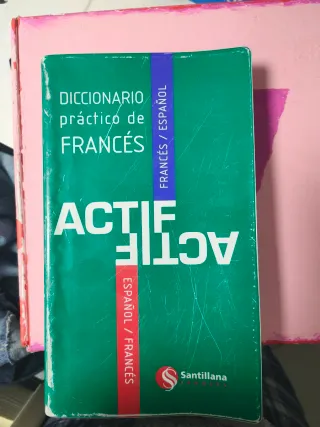 DICCIONARIO
práctico de
FRANCÉS
FRANCÉS / ESPAÑOL
ACTIF
ACTIF
ESPAÑOL / FRANCÉS
Santillana